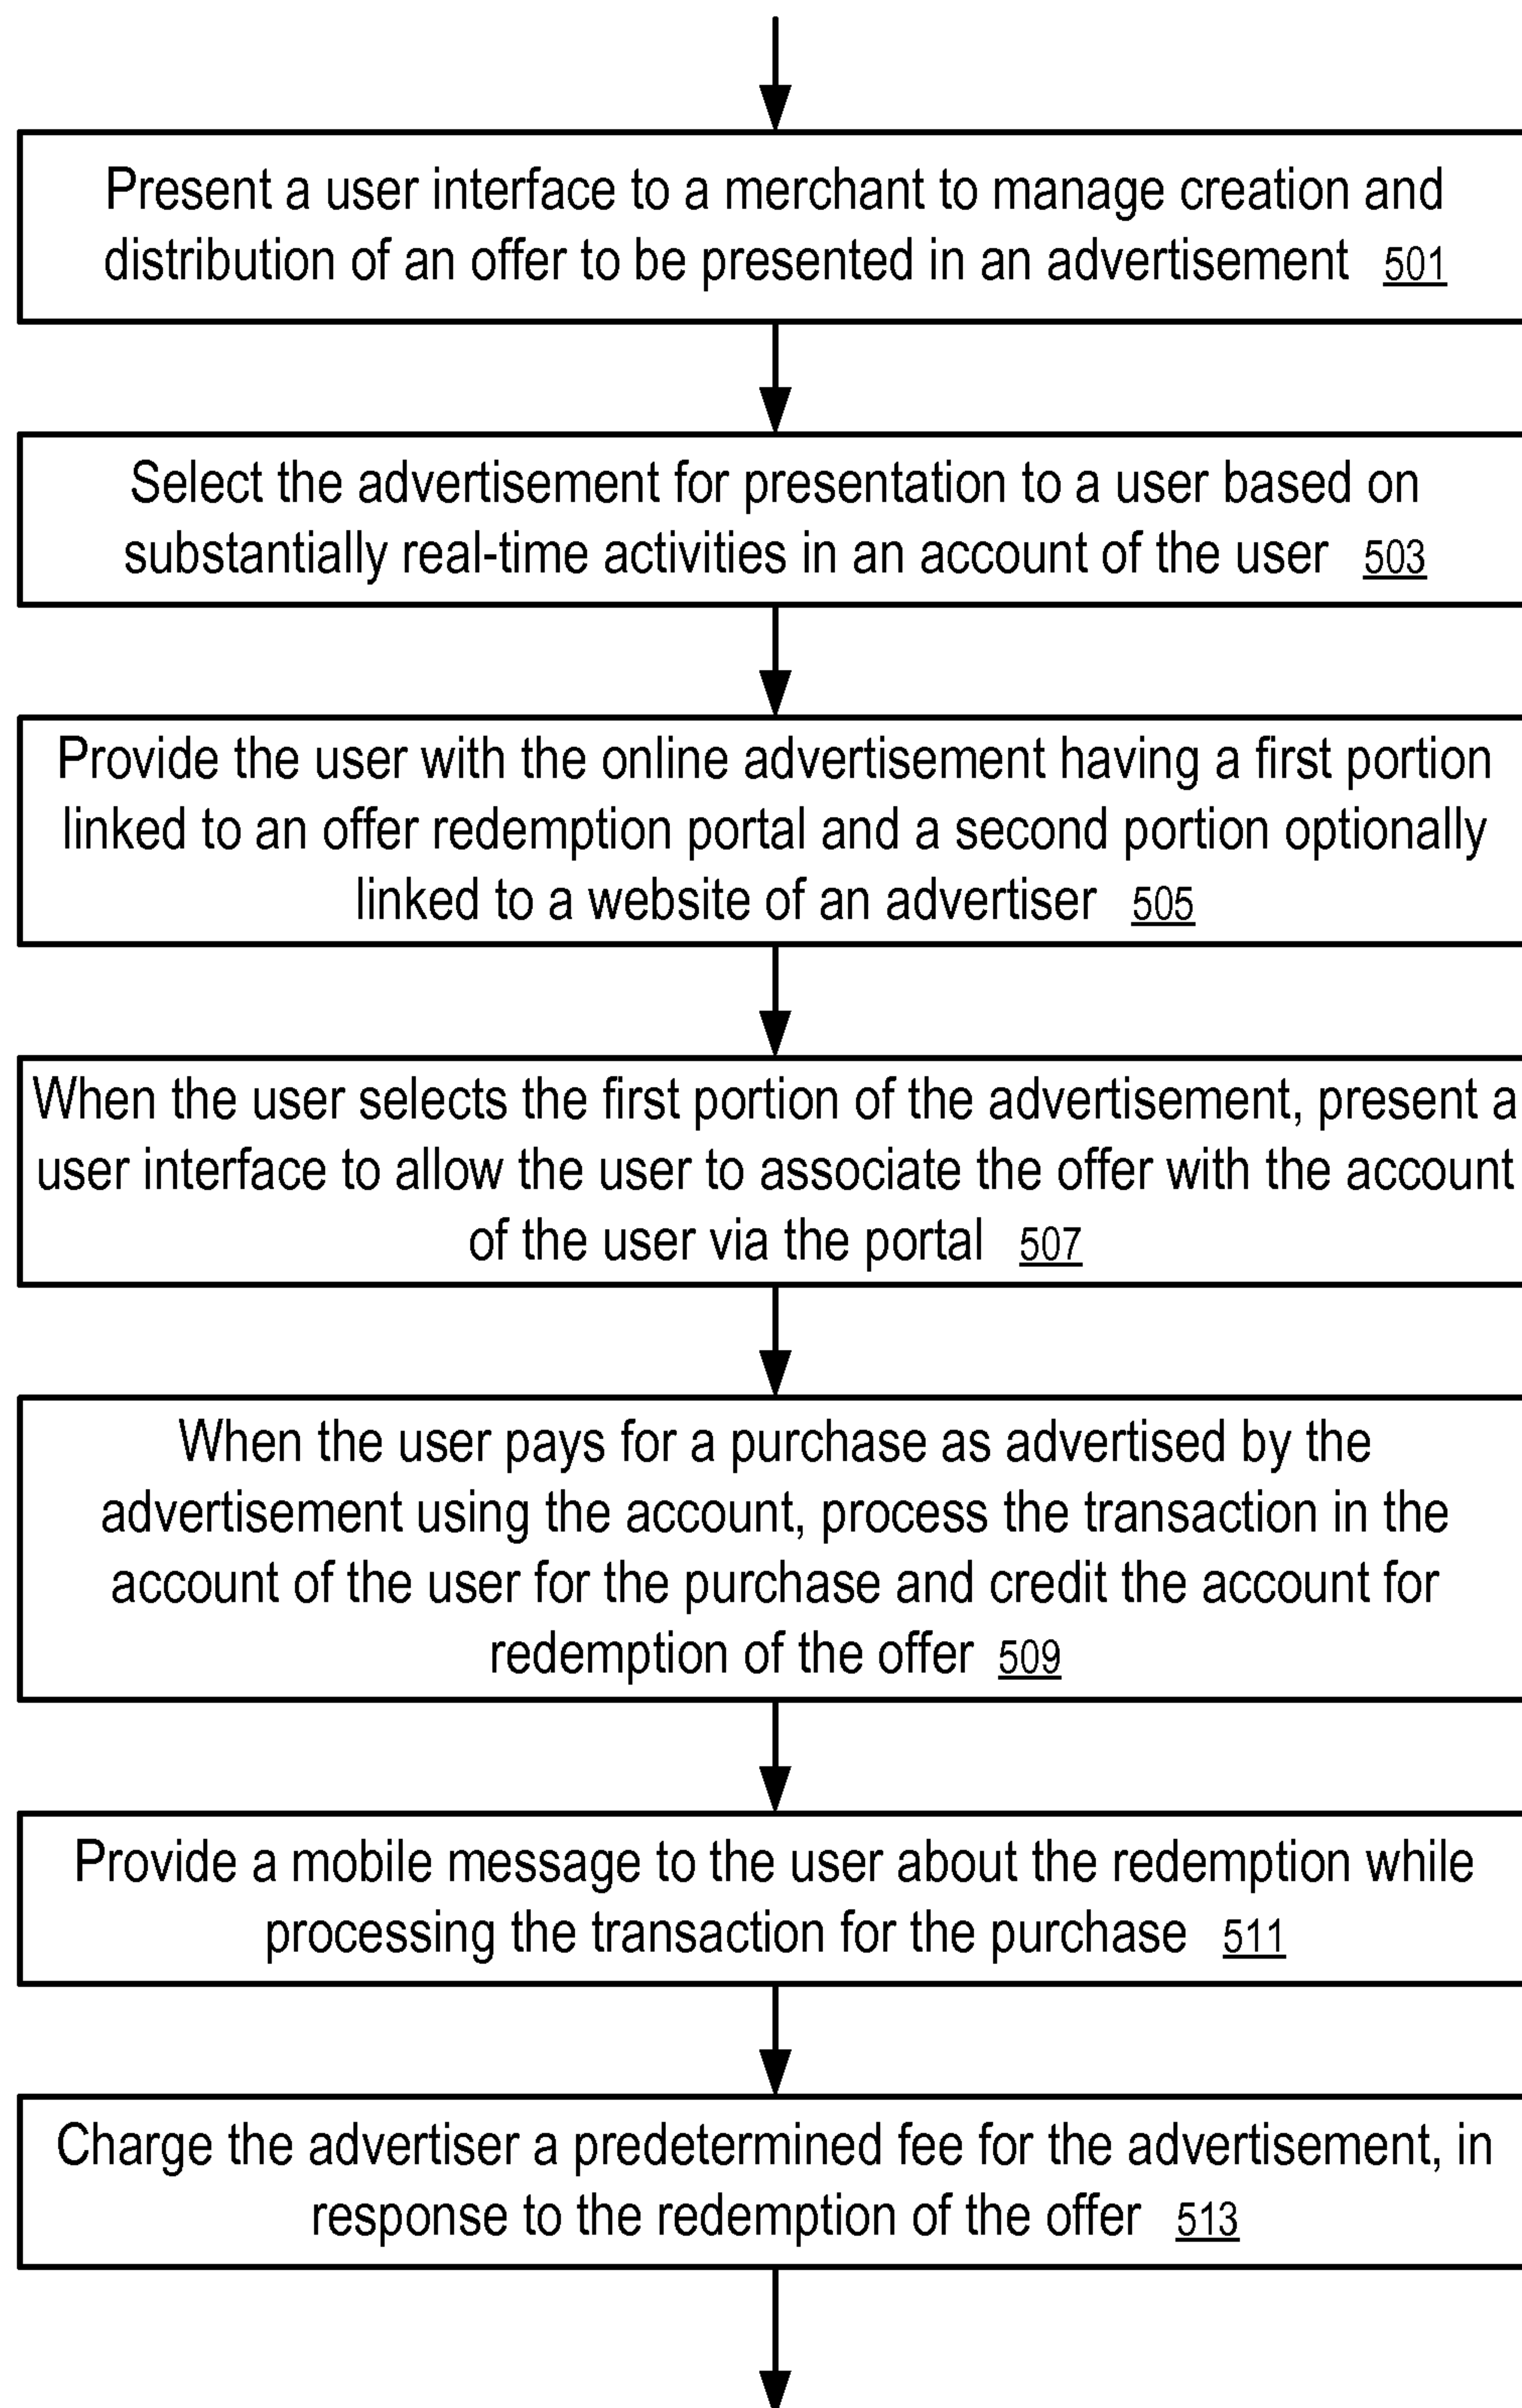 Present a user interface to a merchant to manage creation and
distribution of an offer to be presented in an advertisement 501
Select the advertisement for presentation to a user based on
substantially real-time activities in an account of the user 503
Provide the user with the online advertisement having a first portion
linked to an offer redemption portal and a second portion optionally
linked to a website of an advertiser 505
When the user selects the first portion of the advertisement, present a
user interface to allow the user to associate the offer with the account
of the user via the portal 507
When the user pays for a purchase as advertised by the
advertisement using the account, process the transaction in the
account of the user for the purchase and credit the account for
redemption of the offer 509
Provide a mobile message to the user about the redemption while
processing the transaction for the purchase 511
Charge the advertiser a predetermined fee for the advertisement, in
response to the redemption of the offer 513